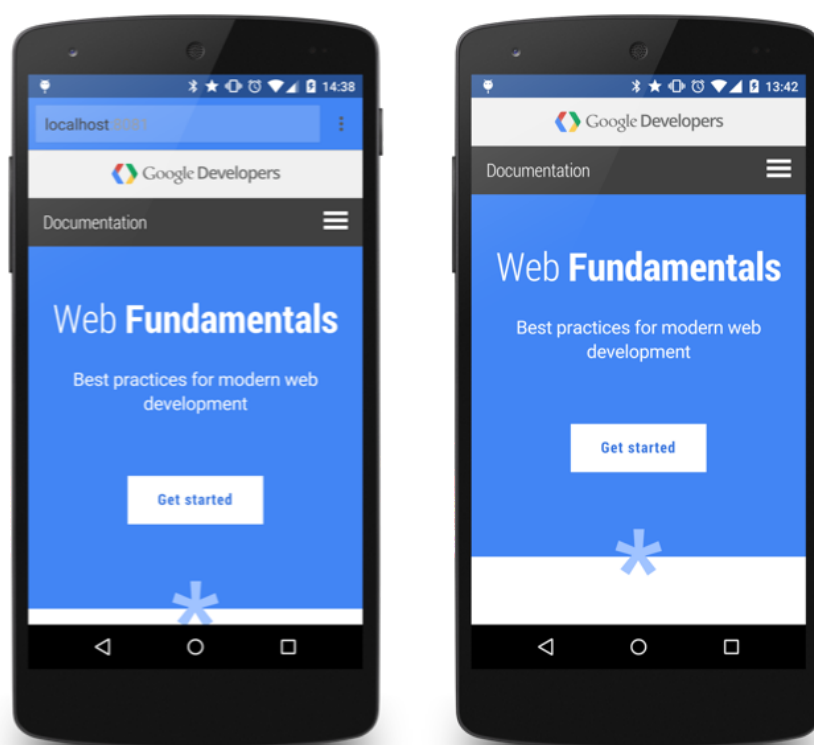 14:38
localhost
Google Developers
Documentation
Web Fundamentals
Best practices for modern web
development
Get started
*
13:42
Google Developers
Documentation
Web Fundamentals
Best practices for modern web
development
Get started
*